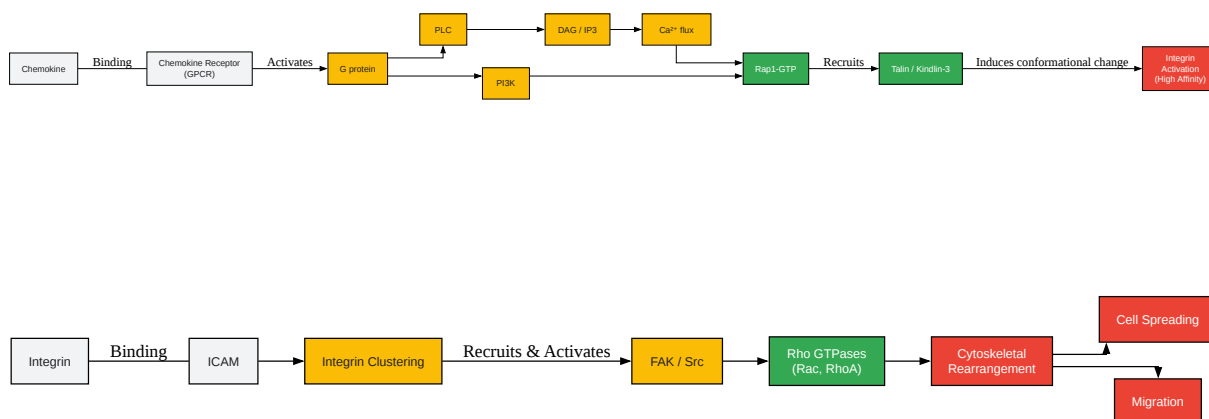 PLC
DAG / IP3
Ca²⁺ flux
Chemokine
Binding
Chemokine Receptor
(GPCR)
Activates
G protein
PI3K
Rap1-GTP
Recruits
Talin / Kindlin-3
Induces conformational change
Integrin
Activation
(High Affinity)
Integrin
Binding
ICAM
Integrin Clustering
Recruits & Activates
FAK / Src
Rho GTPases
(Rac, RhoA)
Cytoskeletal
Rearrangement
Cell Spreading
Migration